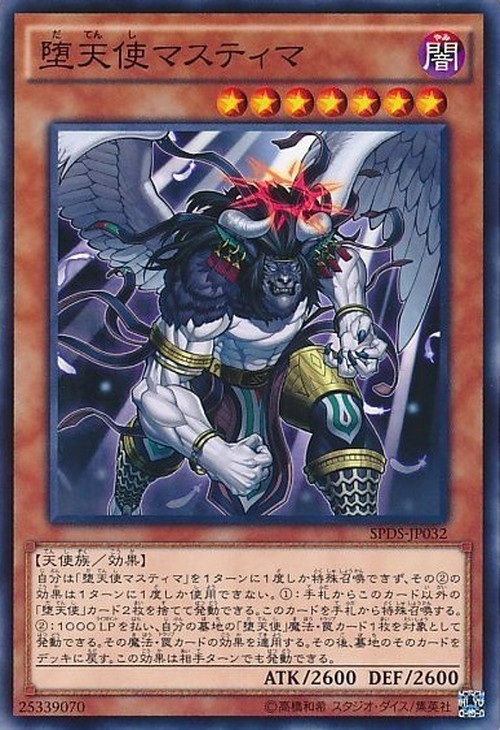 堕天使マスティマ
闇
SPDS-JP032
【天使族/効果】
自分は「堕天使マスティマ」を1ターンに1度しか特殊召喚できず、その②の
効果は1ターンに1度しか使用できない。①:手札からこのカード以外の
「堕天使」カード2枚を捨てて発動できる。このカードを手札から特殊召喚する。
②:1000LPを払い、自分の墓地の「堕天使」魔法・罠カード1枚を対象として
発動できる。その魔法・罠カードの効果を適用する。その後、墓地のそのカードを
デッキに戻す。この効果は相手ターンでも発動できる。
ATK/2600 DEF/2600
25339070
©高橋和希 スタジオ・ダイス/集英社